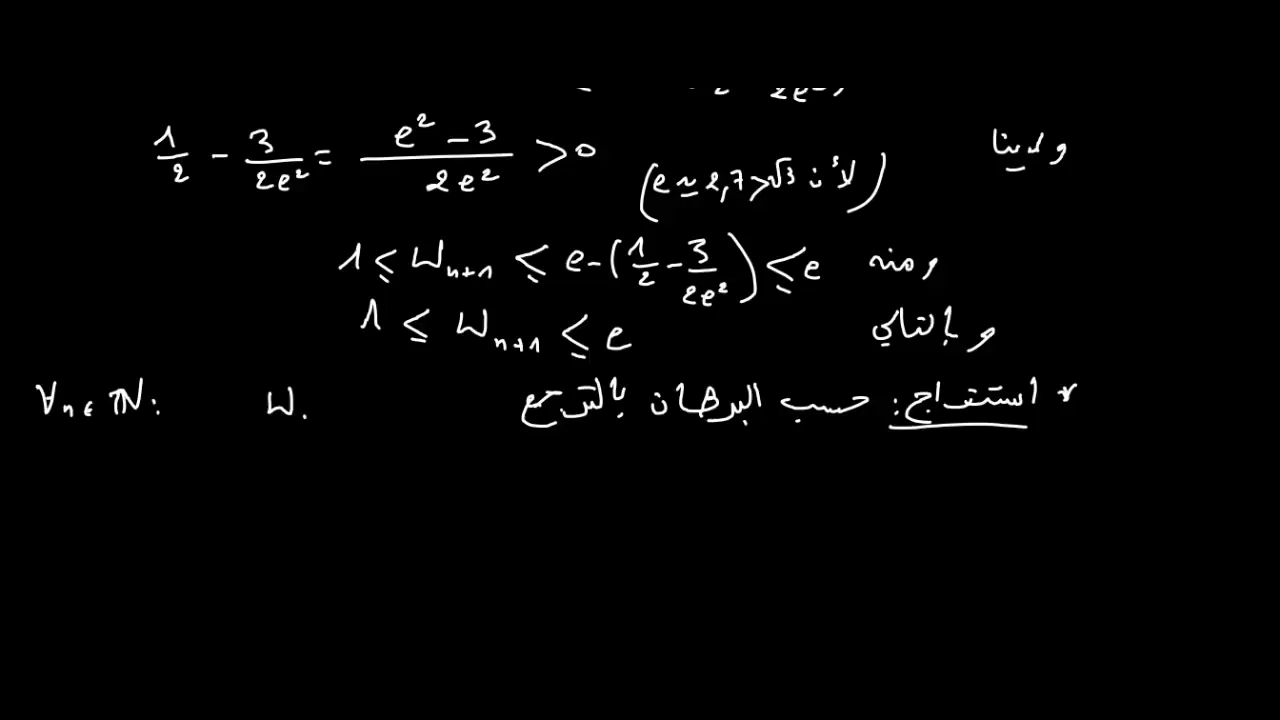 ولدينا 1/2 - 3/2e² = (e² - 3)/2e² > 0
(لأن e ≃ 2,7 > √3)
ومنه 1 ≤ W_{n+1} ≤ e - (1/2 - 3/2e²) ≤ e
وبالتالي 1 ≤ W_{n+1} ≤ e
* استنتاج: حسب البرهان بالترجع ∀n ∈ ℕ: W.